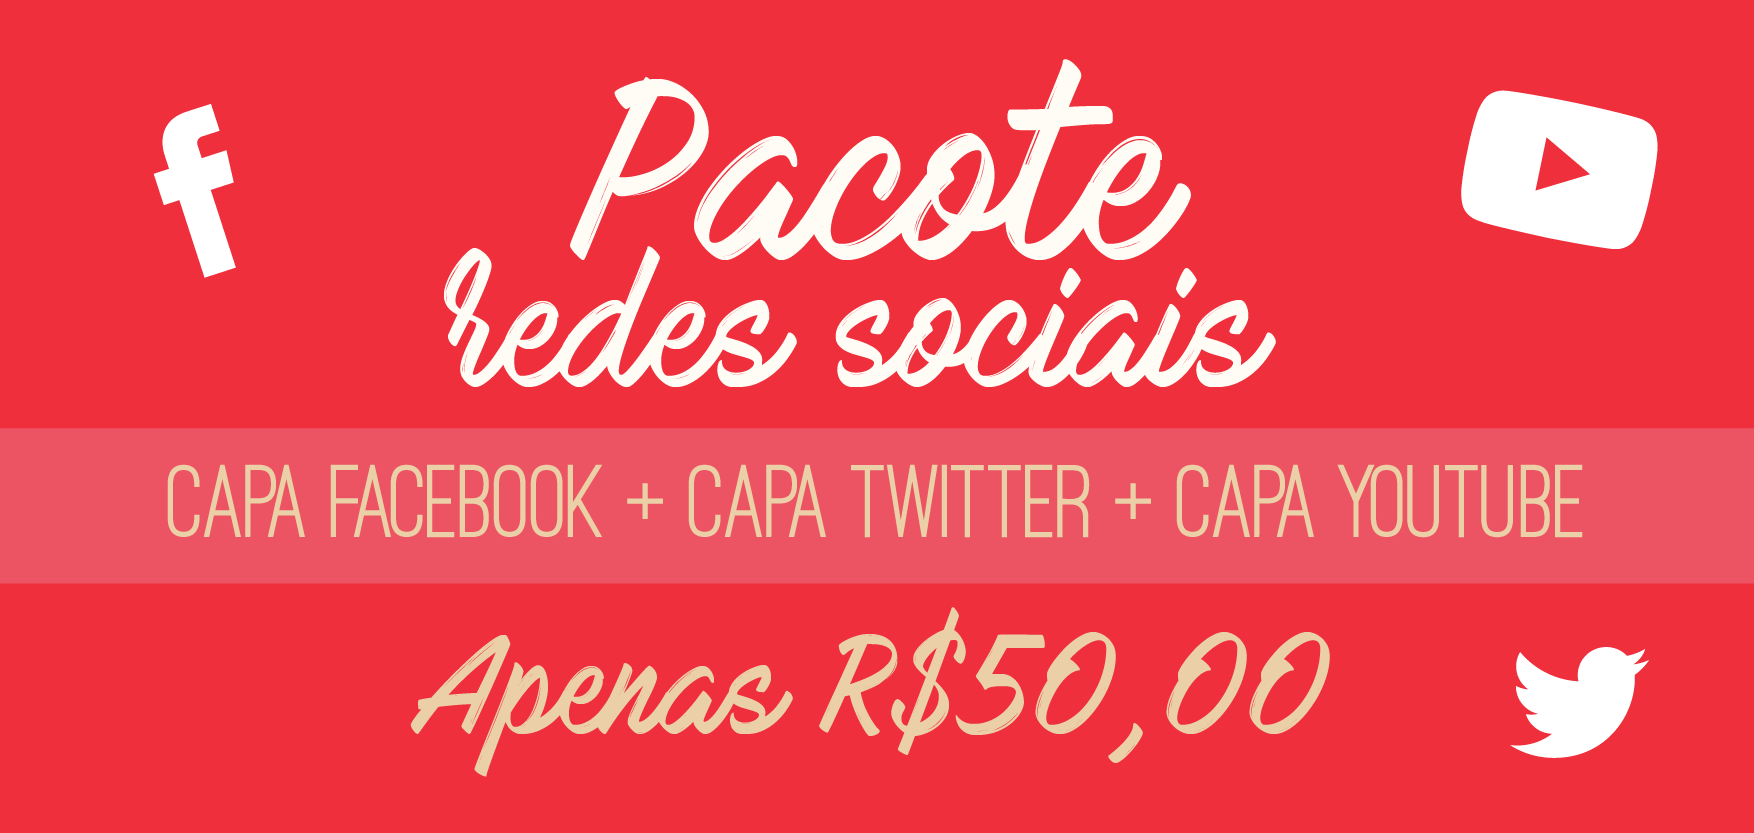 Pacote
redes sociais
CAPA FACEBOOK + CAPA TWITTER + CAPA YOUTUBE
Apenas R$50,00